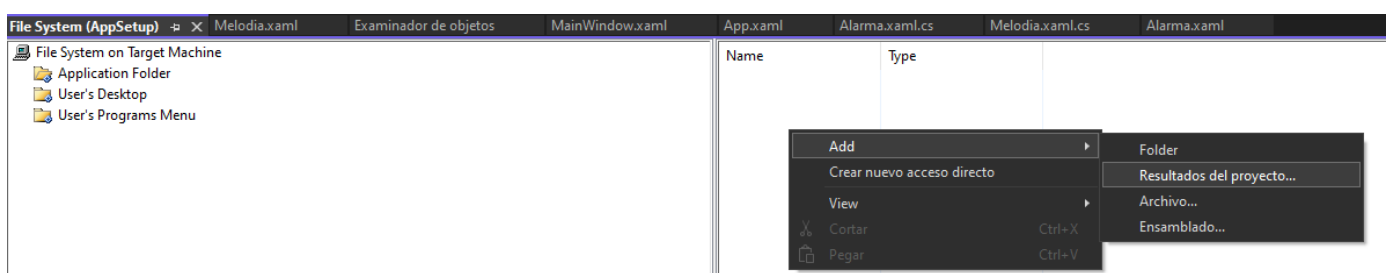 File System (AppSetup) Melodia.xaml Examinador de objetos MainWindow.xaml App.xaml Alarma.xaml.cs Melodia.xaml.cs Alarma.xaml
File System on Target Machine
Application Folder
User's Desktop
User's Programs Menu
Name Type
Add
Crear nuevo acceso directo
View
Cortar Ctrl+X
Pegar Ctrl+V
Folder
Resultados del proyecto...
Archivo...
Ensamblado...